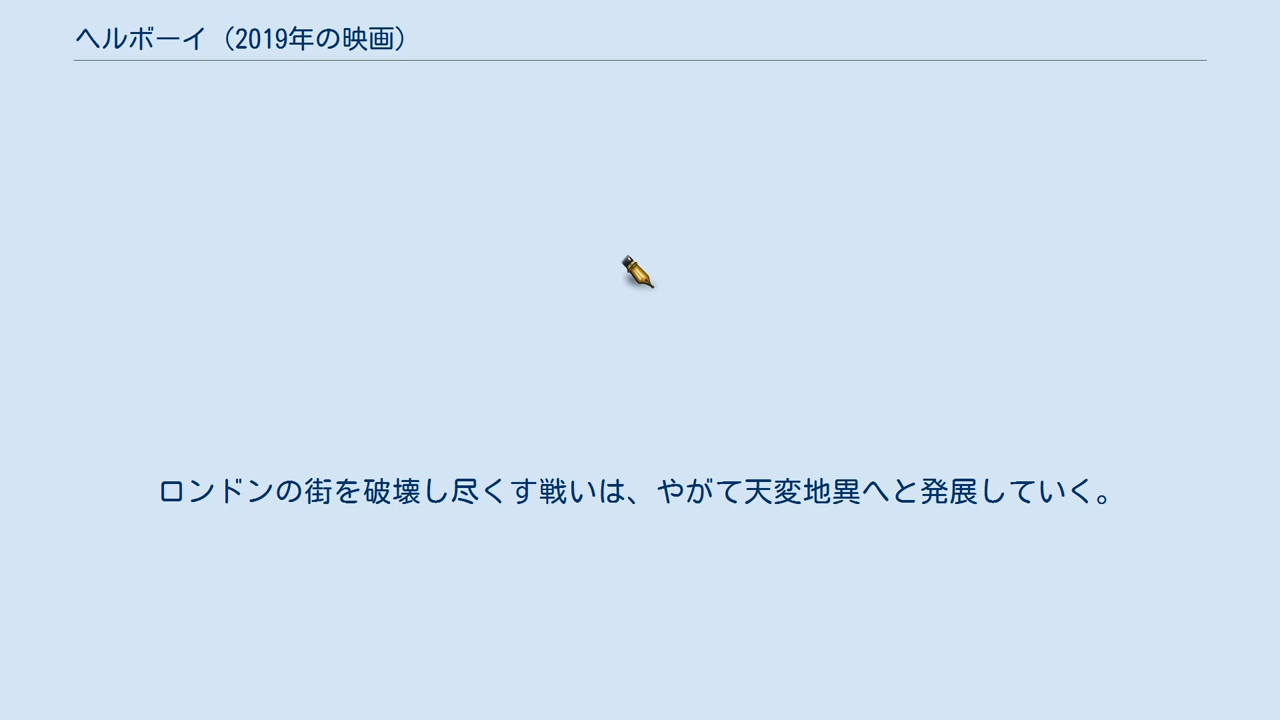 ヘルボーイ（2019年の映画）
ロンドンの街を破壊し尽くす戦いは、やがて天変地異へと発展していく。